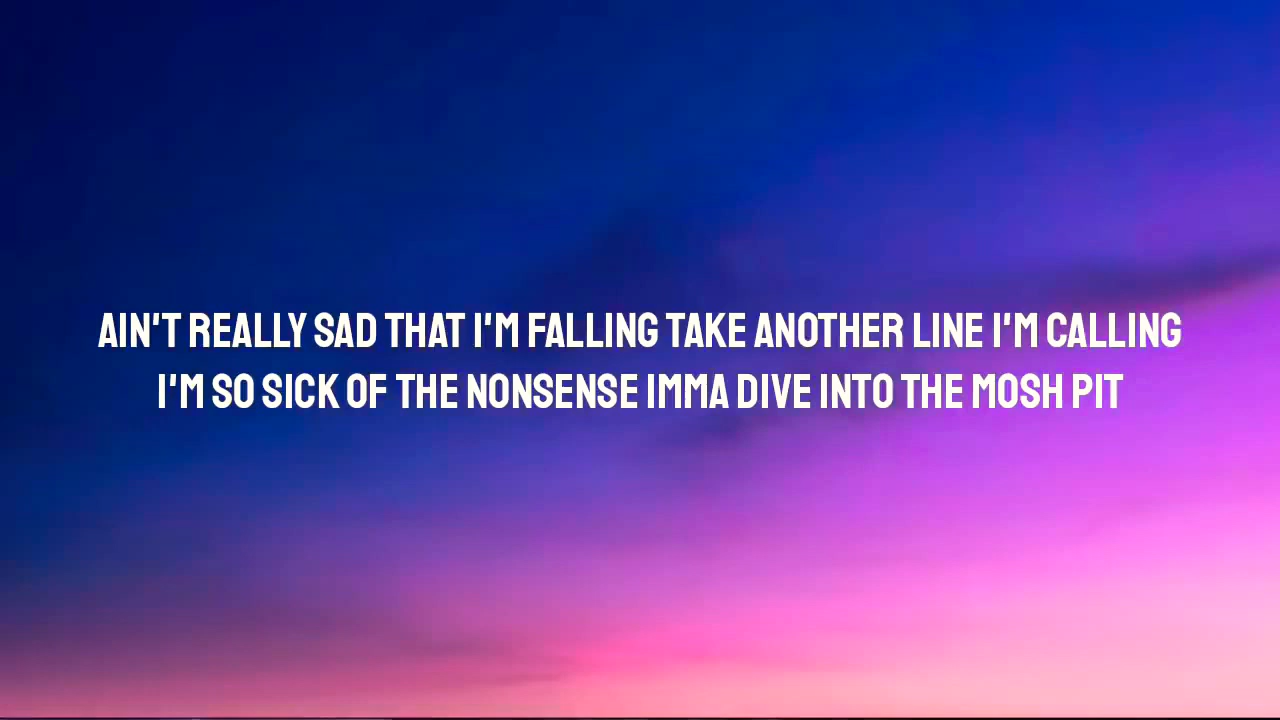 AIN'T REALLY SAD THAT I'M FALLING TAKE ANOTHER LINE I'M CALLING
I'M SO SICK OF THE NONSENSE IMMA DIVE INTO THE MOSH PIT